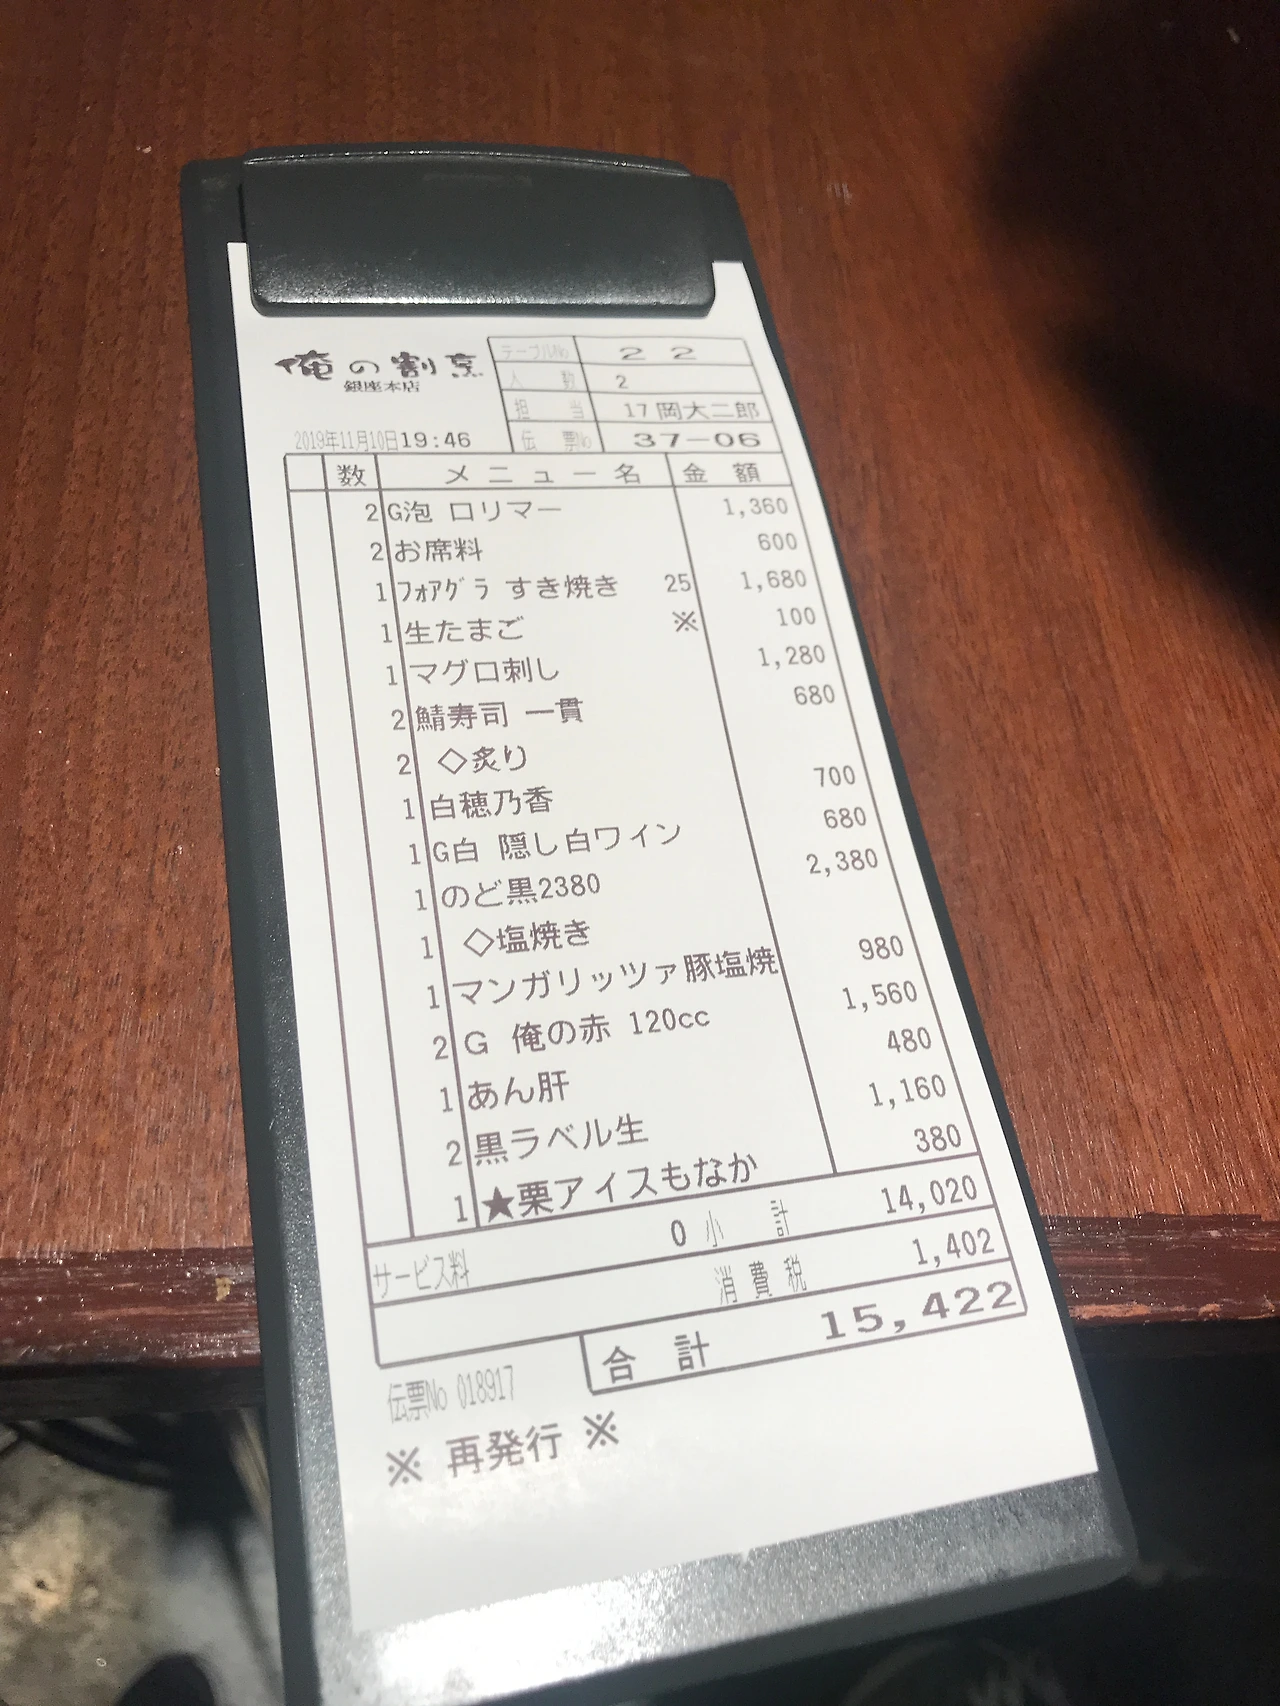 俺の割烹
銀座本店
テーブルNo 22
人数 2
担当 17岡大二郎
2019年11月10日19:46
伝票No 37-06
数 メニュー名 金額
2 G泡 ロリマー 1,360
2 お席料 600
1 フォアグラ すき焼き 25 1,680
1 生たまご ※ 100
1 マグロ刺し 1,280
2 鯖寿司 一貫 680
2 ◇炙り
1 白穂乃香 700
1 G白 隠し白ワイン 680
1 のど黒2380 2,380
1 ◇塩焼き
1 マンガリッツァ豚塩焼 980
2 G 俺の赤 120cc 1,560
1 あん肝 480
2 黒ラベル生 1,160
1 ★栗アイスもなか 380
サービス料 0 小計 14,020
消費税 1,402
合計 15,422
伝票No 018917
※ 再発行 ※